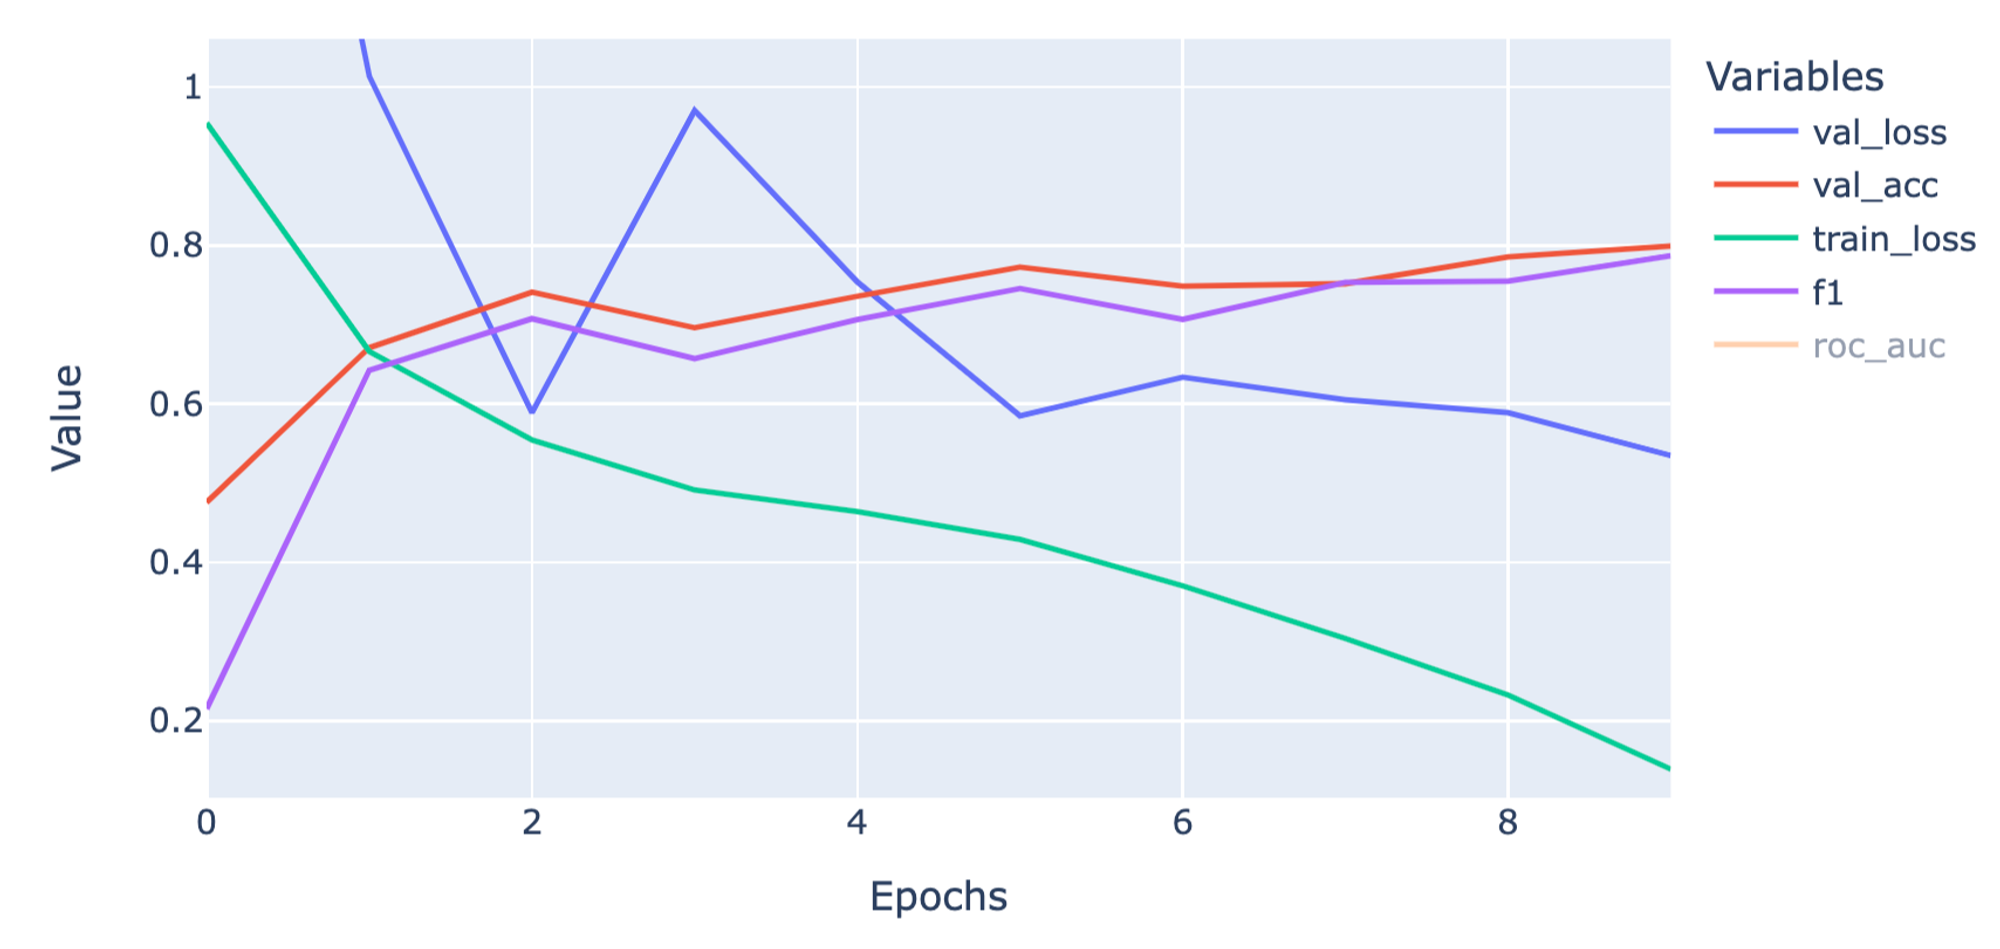 Variables
val_loss
val_acc
train_loss
f1
roc_auc
1
0.8
0.6
0.4
0.2
Value
0 2 4 6 8
Epochs